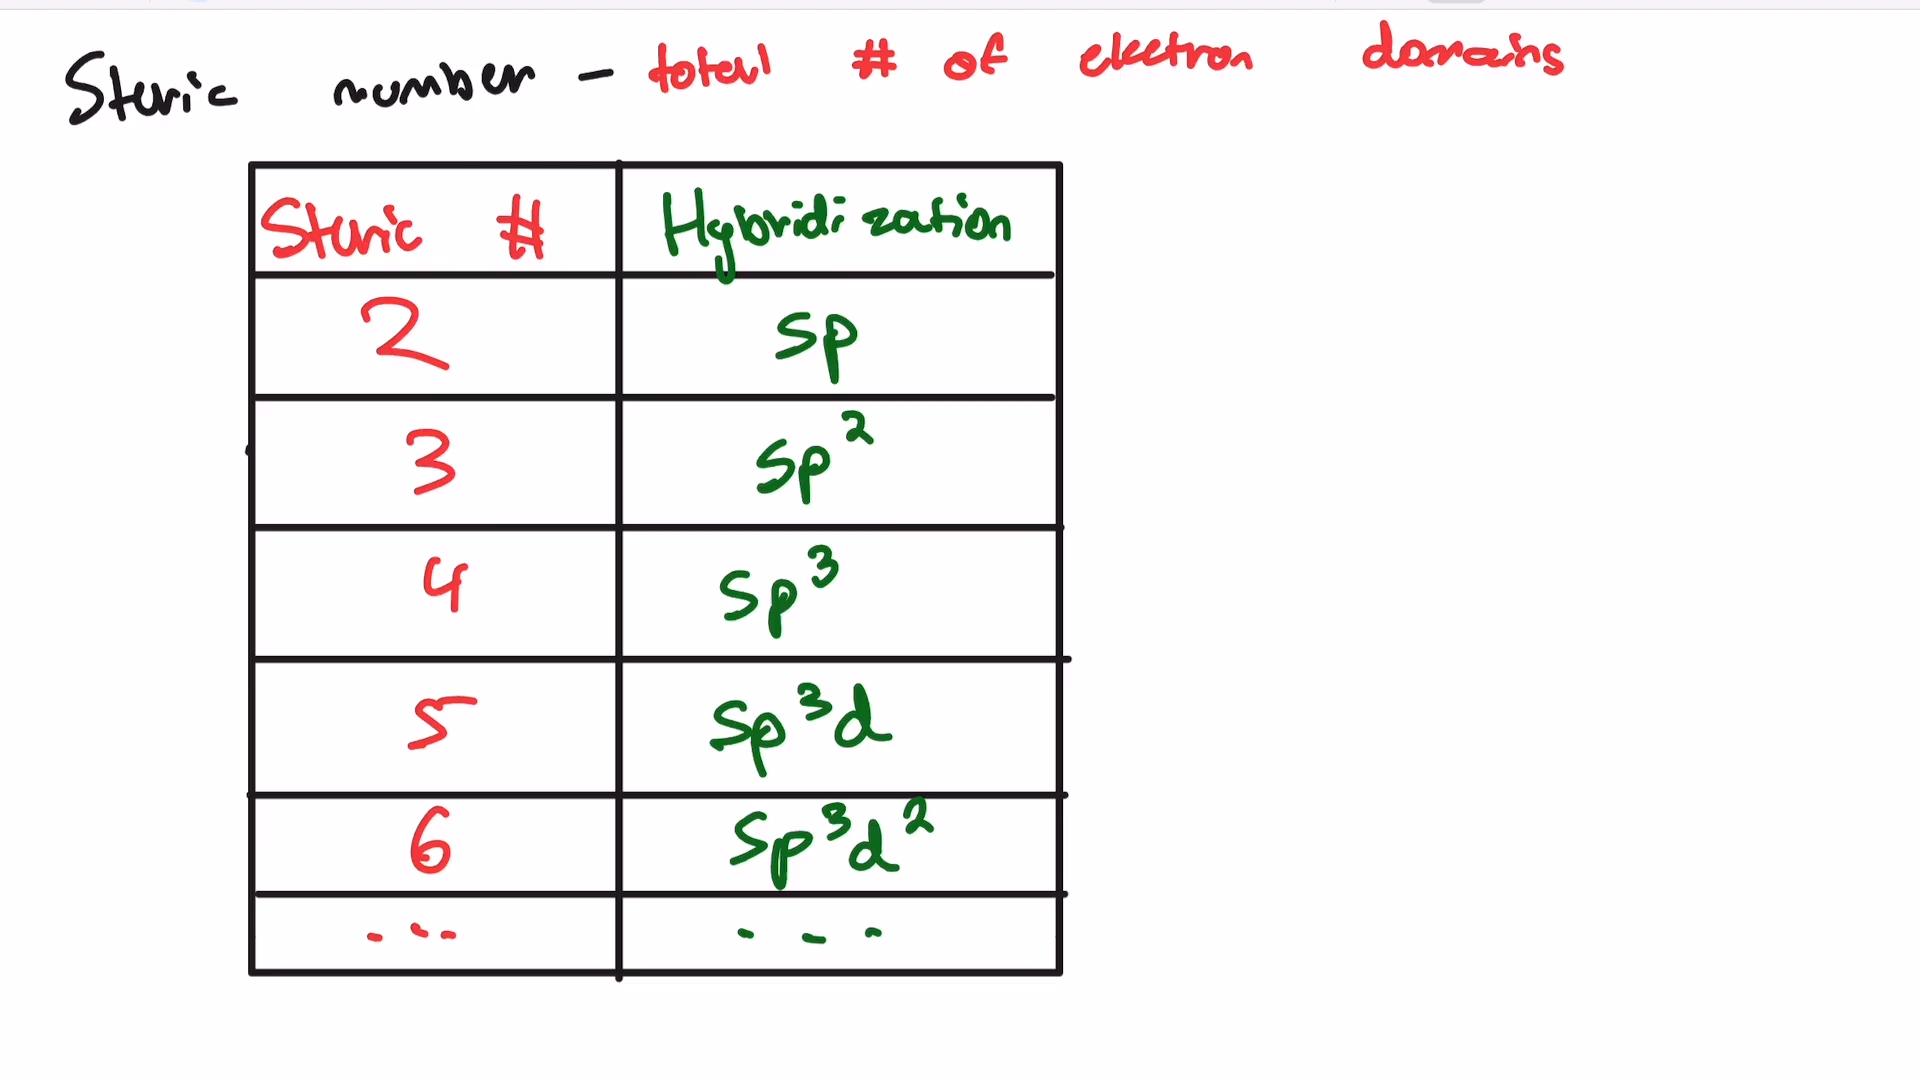 Steric number - total # of electron domains
Steric # Hybridization
2 sp
3 sp²
4 sp³
5 sp³d
6 sp³d²
... ...